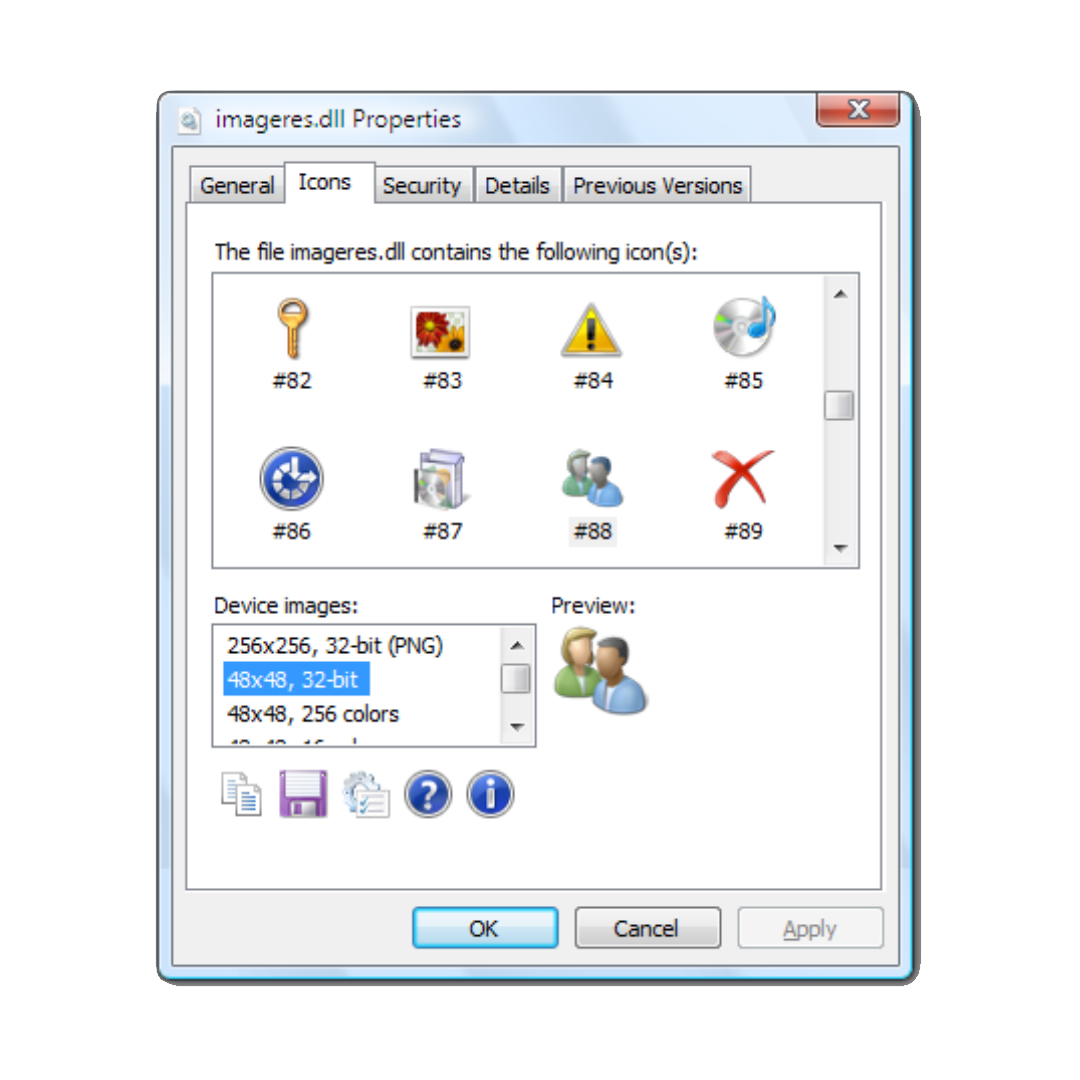 imageres.dll Properties
General Icons Security Details Previous Versions
The file imageres.dll contains the following icon(s):
#82 #83 #84 #85
#86 #87 #88 #89
Device images: Preview:
256x256, 32-bit (PNG)
48x48, 32-bit
48x48, 256 colors
OK Cancel Apply